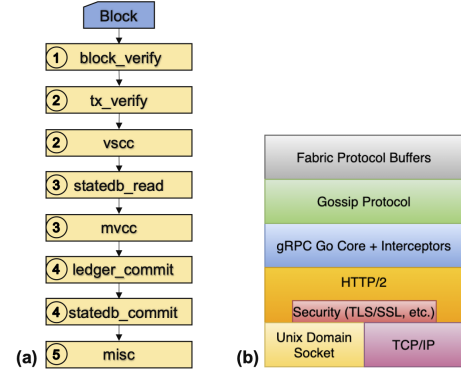 Block
1 block_verify
2 tx_verify
2 vscc
3 statedb_read
3 mvcc
4 ledger_commit
4 statedb_commit
5 misc
(a)
Fabric Protocol Buffers
Gossip Protocol
gRPC Go Core + Interceptors
HTTP/2
Security (TLS/SSL, etc.)
Unix Domain
Socket
TCP/IP
(b)